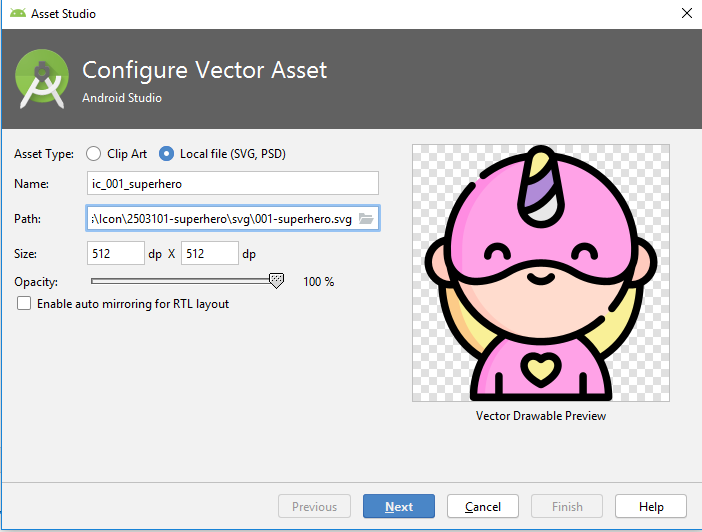 Asset Studio
Configure Vector Asset
Android Studio
Asset Type: Clip Art Local file (SVG, PSD)
Name: ic_001_superhero
Path: :\Icon\2503101-superhero\svg\001-superhero.svg
Size: 512 dp X 512 dp
Opacity: 100 %
Enable auto mirroring for RTL layout
Vector Drawable Preview
Previous Next Cancel Finish Help